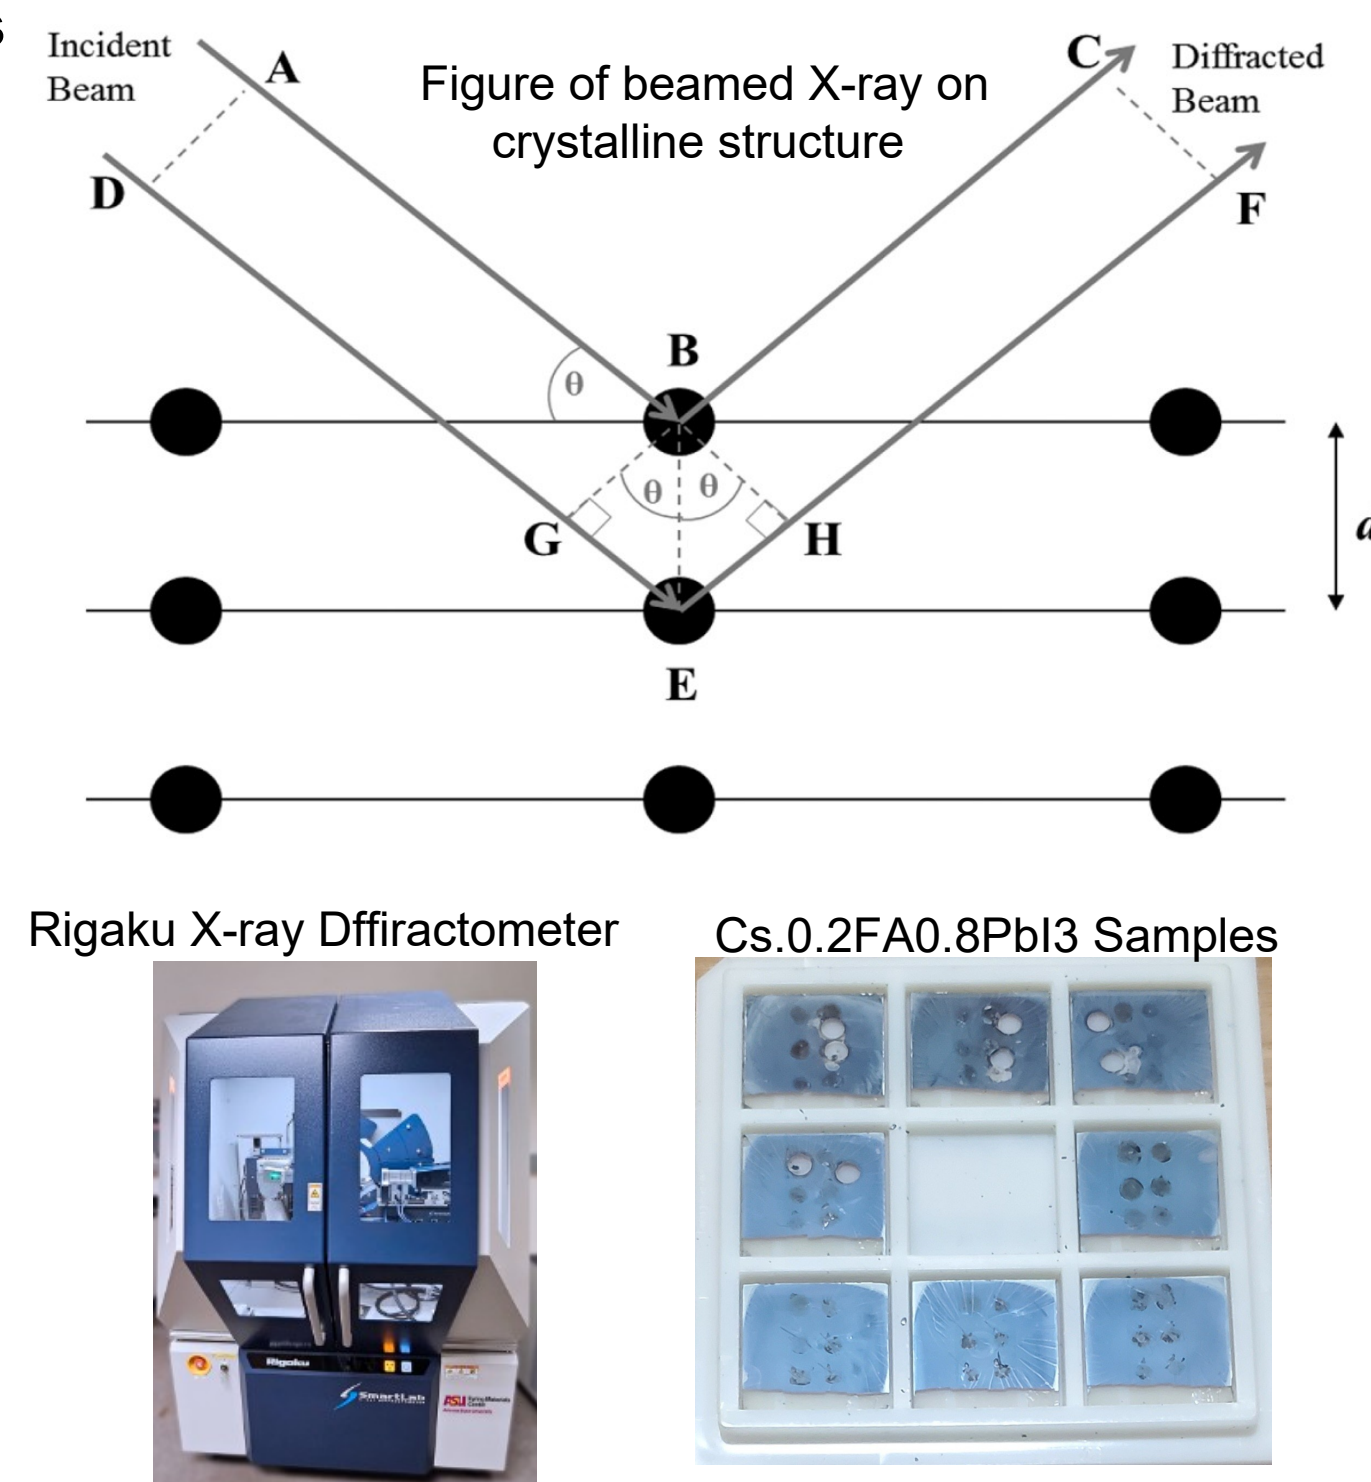 s
Incident
Beam
A
Figure of beamed X-ray on
crystalline structure
C
Diffracted
Beam
D
F
B
θ
θ
θ
G
H
d
E
Rigaku X-ray Dffiractometer
Cs.0.2FA0.8PbI3 Samples
Rigaku
SmartLab
ASU